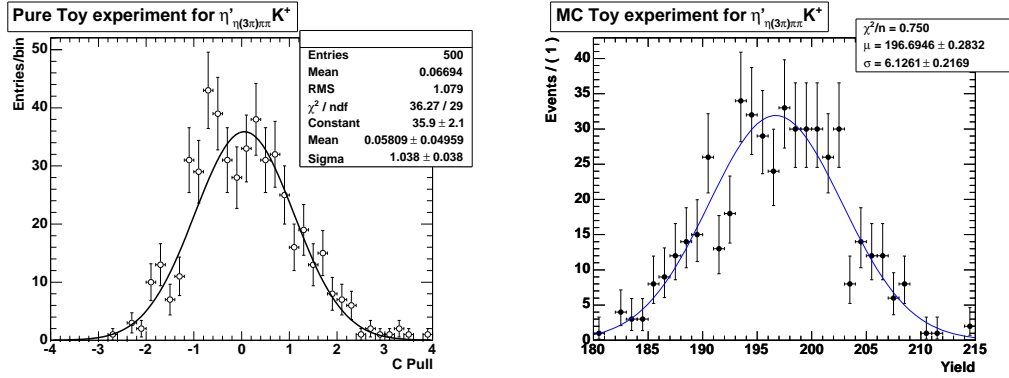 Pure Toy experiment for η'η(3π)ππ K+
Entries/bin
50
40
30
20
10
0
-4 -3 -2 -1 0 1 2 3 4
C Pull
Entries 500
Mean 0.06694
RMS 1.079
χ² / ndf 36.27 / 29
Constant 35.9 ± 2.1
Mean 0.05809 ± 0.04959
Sigma 1.038 ± 0.038
MC Toy experiment for η'η(3π)ππ K+
Events / ( 1 )
40
35
30
25
20
15
10
5
0
180 185 190 195 200 205 210 215
Yield
χ²/n = 0.750
μ = 196.6946 ± 0.2832
σ = 6.1261 ± 0.2169